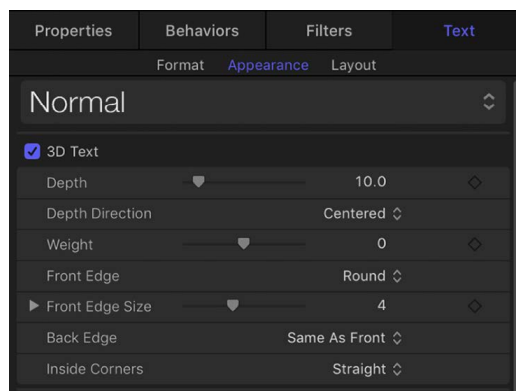 Properties Behaviors Filters Text
Format Appearance Layout
Normal
3D Text
Depth 10.0
Depth Direction Centered
Weight 0
Front Edge Round
Front Edge Size 4
Back Edge Same As Front
Inside Corners Straight